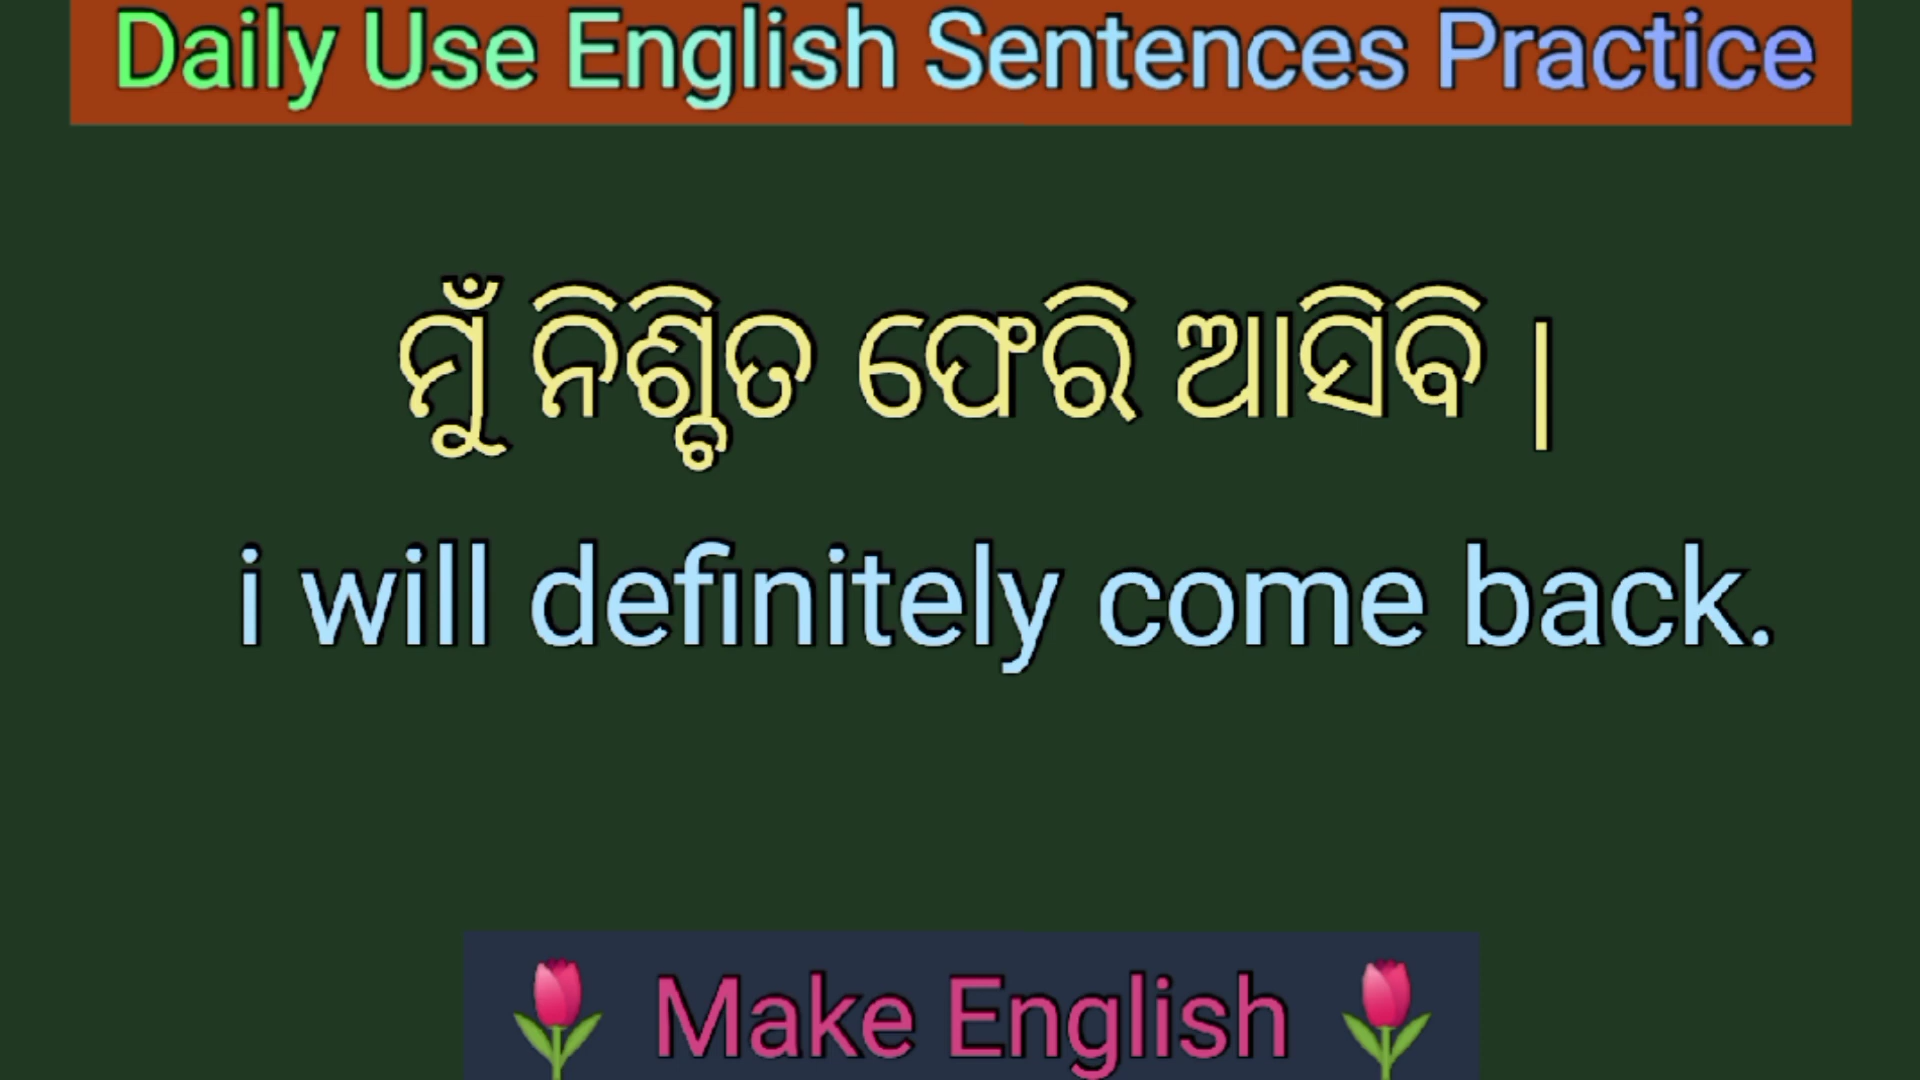 Daily Use English Sentences Practice
ମୁଁ ନିଶ୍ଚିତ ଫେରି ଆସିବି |
i will definitely come back.
🌷 Make English 🌷